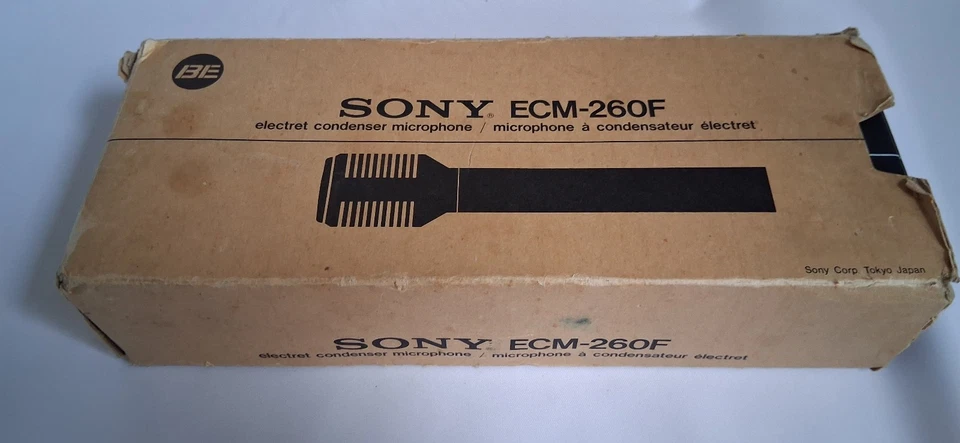 BE
SONY® ECM-260F
electret condenser microphone / microphone à condensateur électret
Sony Corp. Tokyo Japan
SONY ECM-260F
electret condenser microphone / microphone à condensateur électret